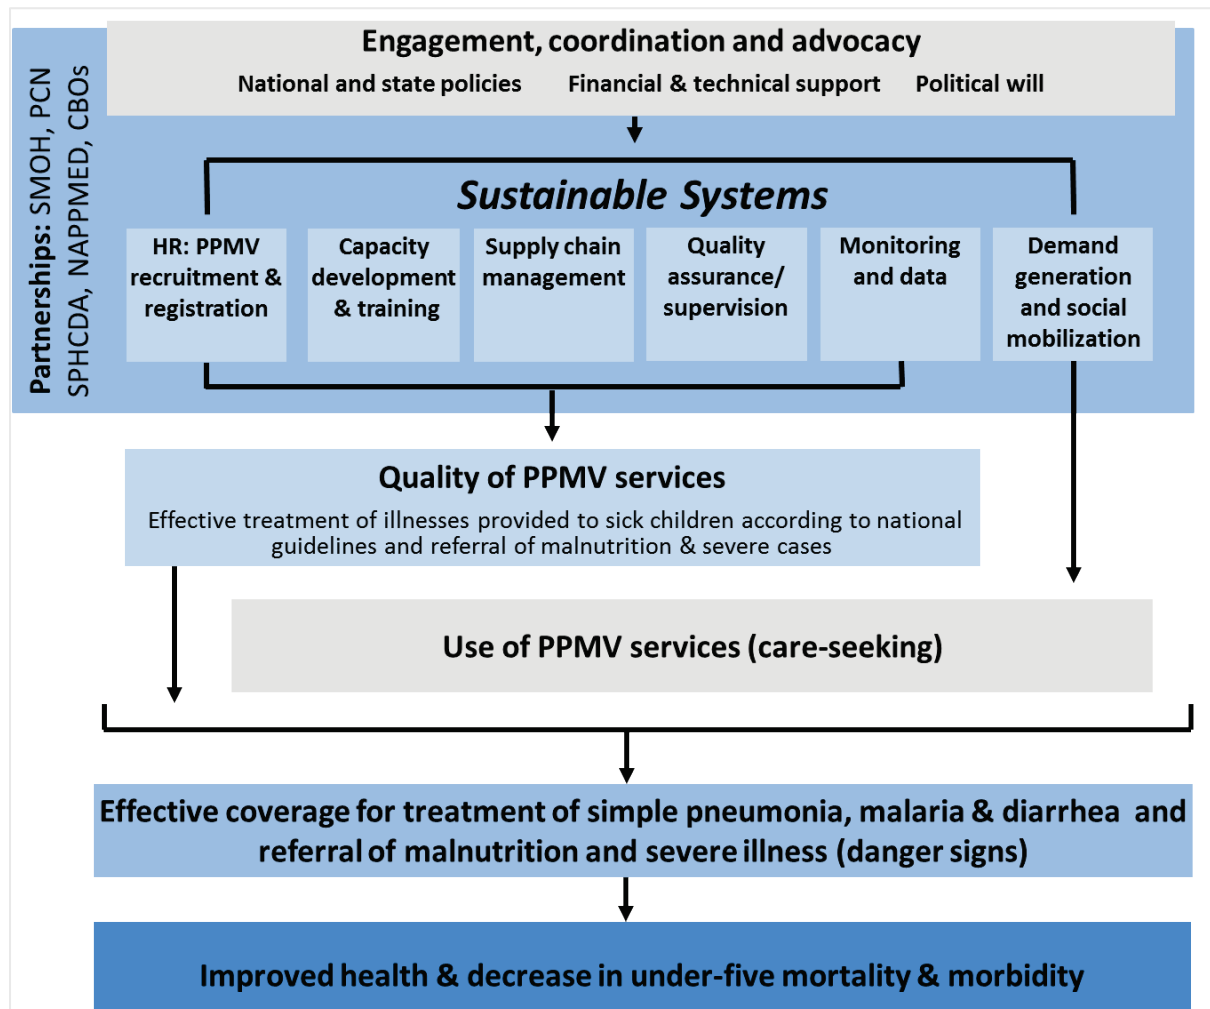 Engagement, coordination and advocacy
National and state policies Financial & technical support Political will
Partnerships: SMOH, PCN
SPHCDA, NAPPMED, CBOs
Sustainable Systems
HR: PPMV
recruitment &
registration
Capacity
development
& training
Supply chain
management
Quality
assurance/
supervision
Monitoring
and data
Demand
generation
and social
mobilization
Quality of PPMV services
Effective treatment of illnesses provided to sick children according to national
guidelines and referral of malnutrition & severe cases
Use of PPMV services (care-seeking)
Effective coverage for treatment of simple pneumonia, malaria & diarrhea and
referral of malnutrition and severe illness (danger signs)
Improved health & decrease in under-five mortality & morbidity